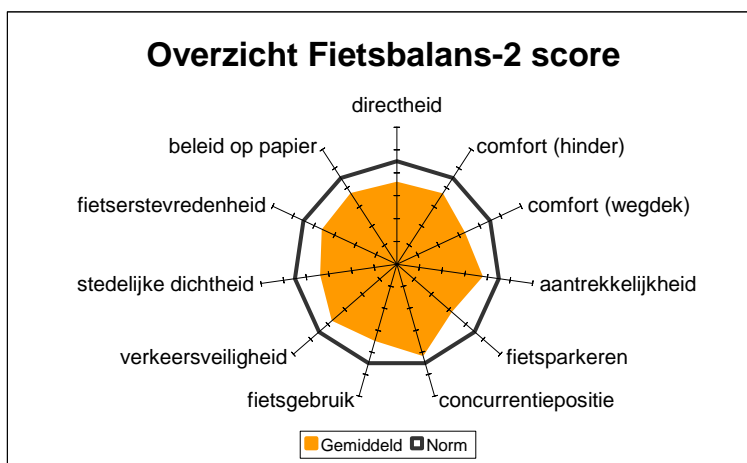 Overzicht Fietsbalans-2 score
directheid
beleid op papier
comfort (hinder)
fietserstevredenheid
comfort (wegdek)
stedelijke dichtheid
aantrekkelijkheid
verkeersveiligheid
fietsparkeren
fietsgebruik
concurrentiepositie
Gemiddeld
Norm